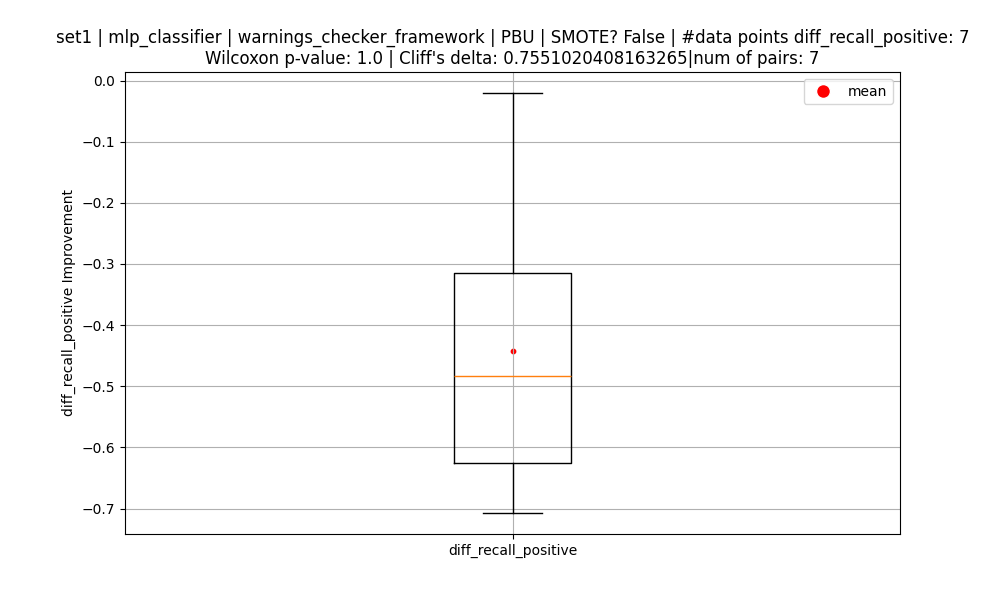 set1 | mlp_classifier | warnings_checker_framework | PBU | SMOTE? False | #data points diff_recall_positive: 7
Wilcoxon p-value: 1.0 | Cliff's delta: 0.7551020408163265|num of pairs: 7
mean
0.0
−0.1
−0.2
−0.3
−0.4
−0.5
−0.6
−0.7
diff_recall_positive Improvement
diff_recall_positive